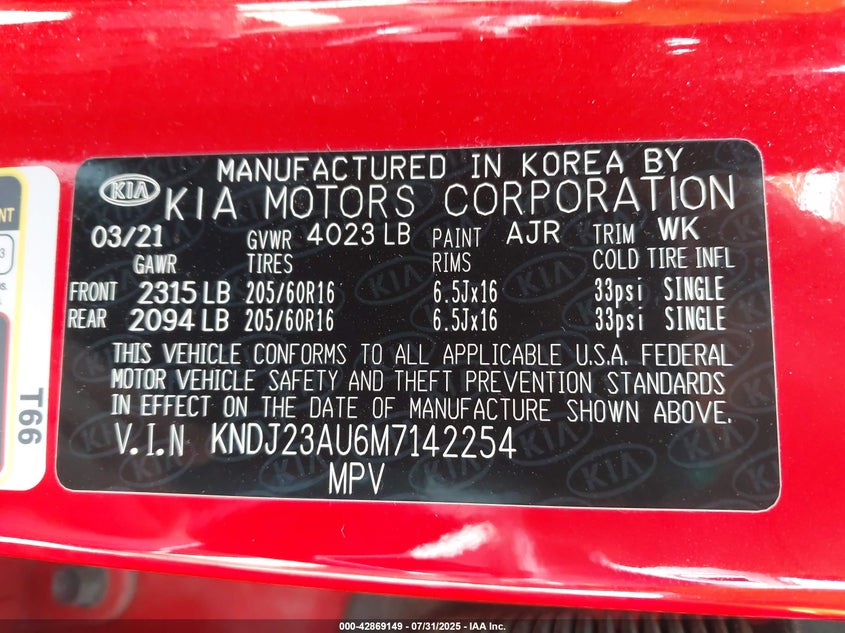 MANUFACTURED IN KOREA BY
KIA KIA MOTORS CORPORATION
03/21 GVWR 4023 LB PAINT AJR TRIM WK
GAWR TIRES RIMS COLD TIRE INFL
FRONT 2315 LB 205/60R16 6.5Jx16 33psi SINGLE
REAR 2094 LB 205/60R16 6.5Jx16 33psi SINGLE
THIS VEHICLE CONFORMS TO ALL APPLICABLE U.S.A. FEDERAL
MOTOR VEHICLE SAFETY AND THEFT PREVENTION STANDARDS
IN EFFECT ON THE DATE OF MANUFACTURE SHOWN ABOVE.
V.I.N KNDJ23AU6M7142254
MPV
T66
NT
3
S.
000-42869149 - 07/31/2025 - IAA Inc.